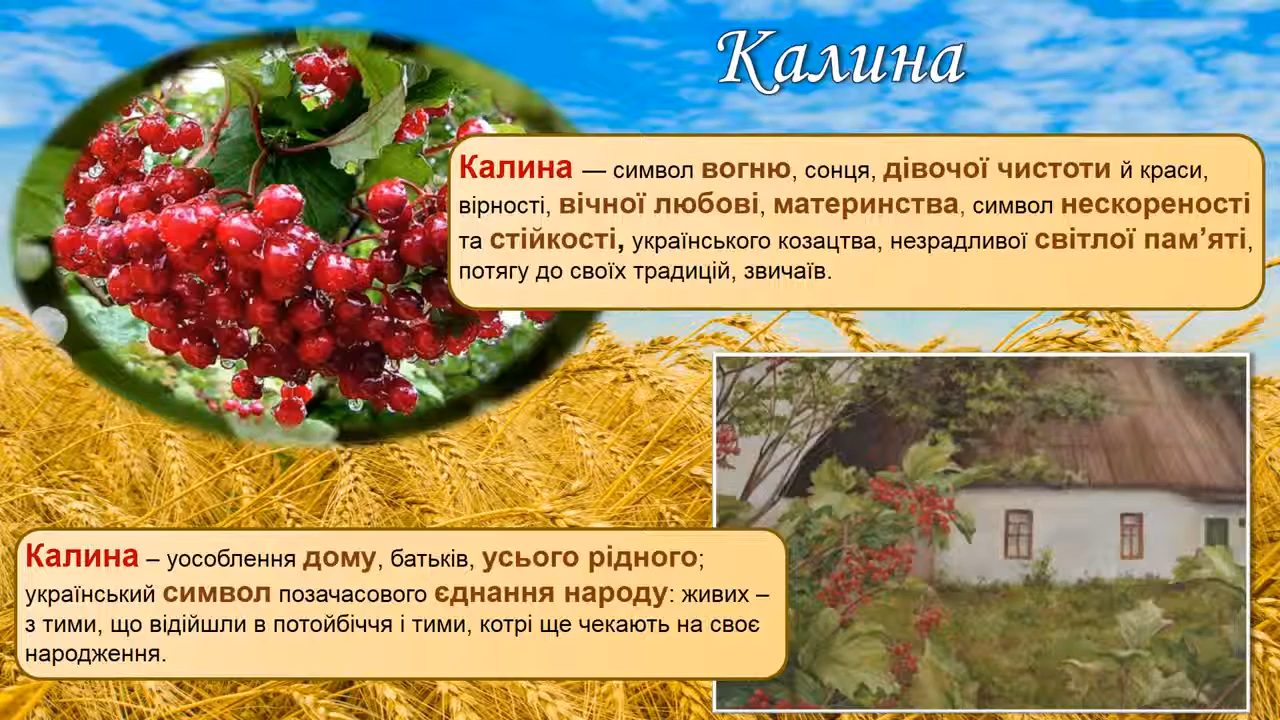 Калина
Калина — символ вогню, сонця, дівочої чистоти й краси,
вірності, вічної любові, материнства, символ нескореності
та стійкості, українського козацтва, незрадливої світлої пам’яті,
потягу до своїх традицій, звичаїв.
Калина – уособлення дому, батьків, усього рідного;
український символ позачасового єднання народу: живих –
з тими, що відійшли в потойбіччя і тими, котрі ще чекають на своє
народження.